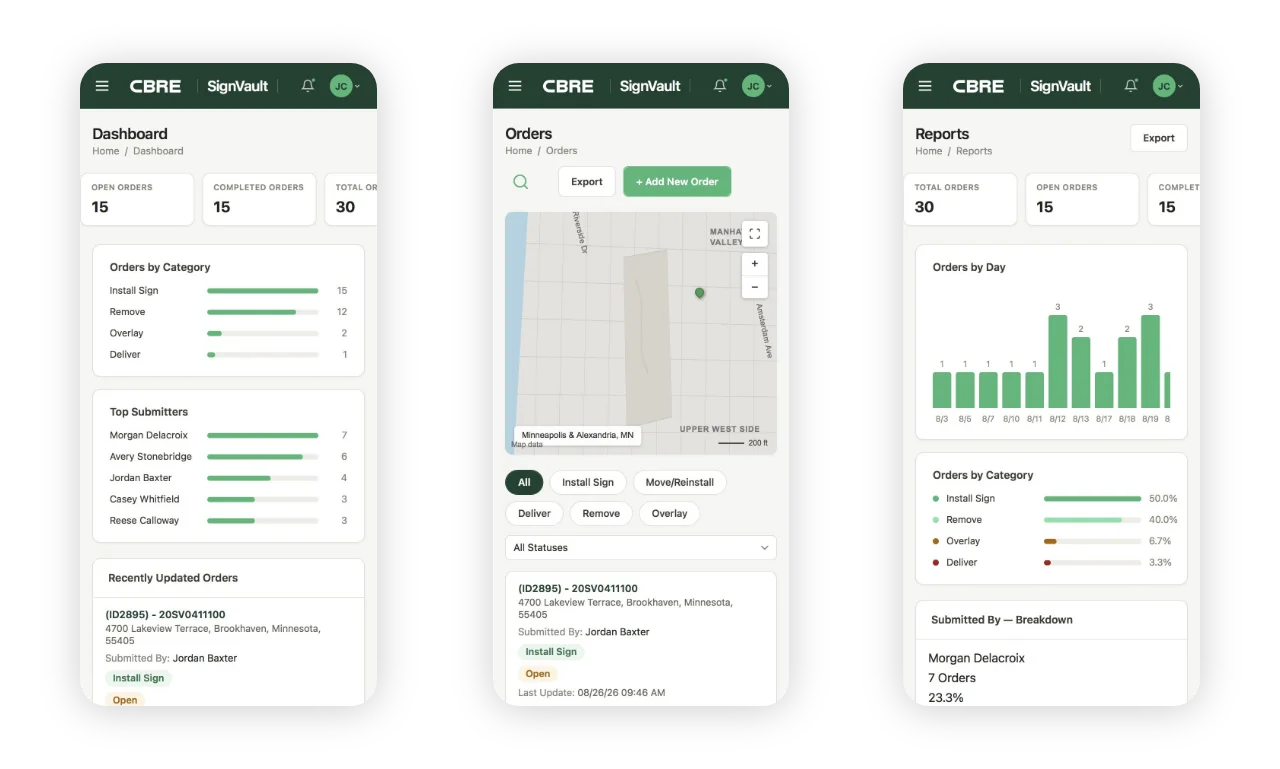 CBRE
SignVault
JC
Dashboard
Home / Dashboard
OPEN ORDERS
15
COMPLETED ORDERS
15
TOTAL OR
30
Orders by Category
Install Sign 15
Remove 12
Overlay 2
Deliver 1
Top Submitters
Morgan Delacroix 7
Avery Stonebridge 6
Jordan Baxter 4
Casey Whitfield 3
Reese Calloway 3
Recently Updated Orders
(ID2895) - 20SV0411100
4700 Lakeview Terrace, Brookhaven, Minnesota,
55405
Submitted By: Jordan Baxter
Install Sign
Open
CBRE
SignVault
JC
Orders
Home / Orders
Export
+ Add New Order
Riverside Dr
MANHA
VALLEY
+
−
Amsterdam Ave
UPPER WEST SIDE
Minneapolis & Alexandria, MN
Map data
200 ft
All
Install Sign
Move/Reinstall
Deliver
Remove
Overlay
All Statuses
(ID2895) - 20SV0411100
4700 Lakeview Terrace, Brookhaven, Minnesota,
55405
Submitted By: Jordan Baxter
Install Sign
Open
Last Update: 08/26/26 09:46 AM
CBRE
SignVault
JC
Reports
Home / Reports
Export
TOTAL ORDERS
30
OPEN ORDERS
15
COMPLET
15
Orders by Day
1 1 1 1 1 3 2 1 2 3
8/3 8/5 8/7 8/10 8/11 8/12 8/13 8/17 8/18 8/19 8
Orders by Category
Install Sign 50.0%
Remove 40.0%
Overlay 6.7%
Deliver 3.3%
Submitted By — Breakdown
Morgan Delacroix
7 Orders
23.3%